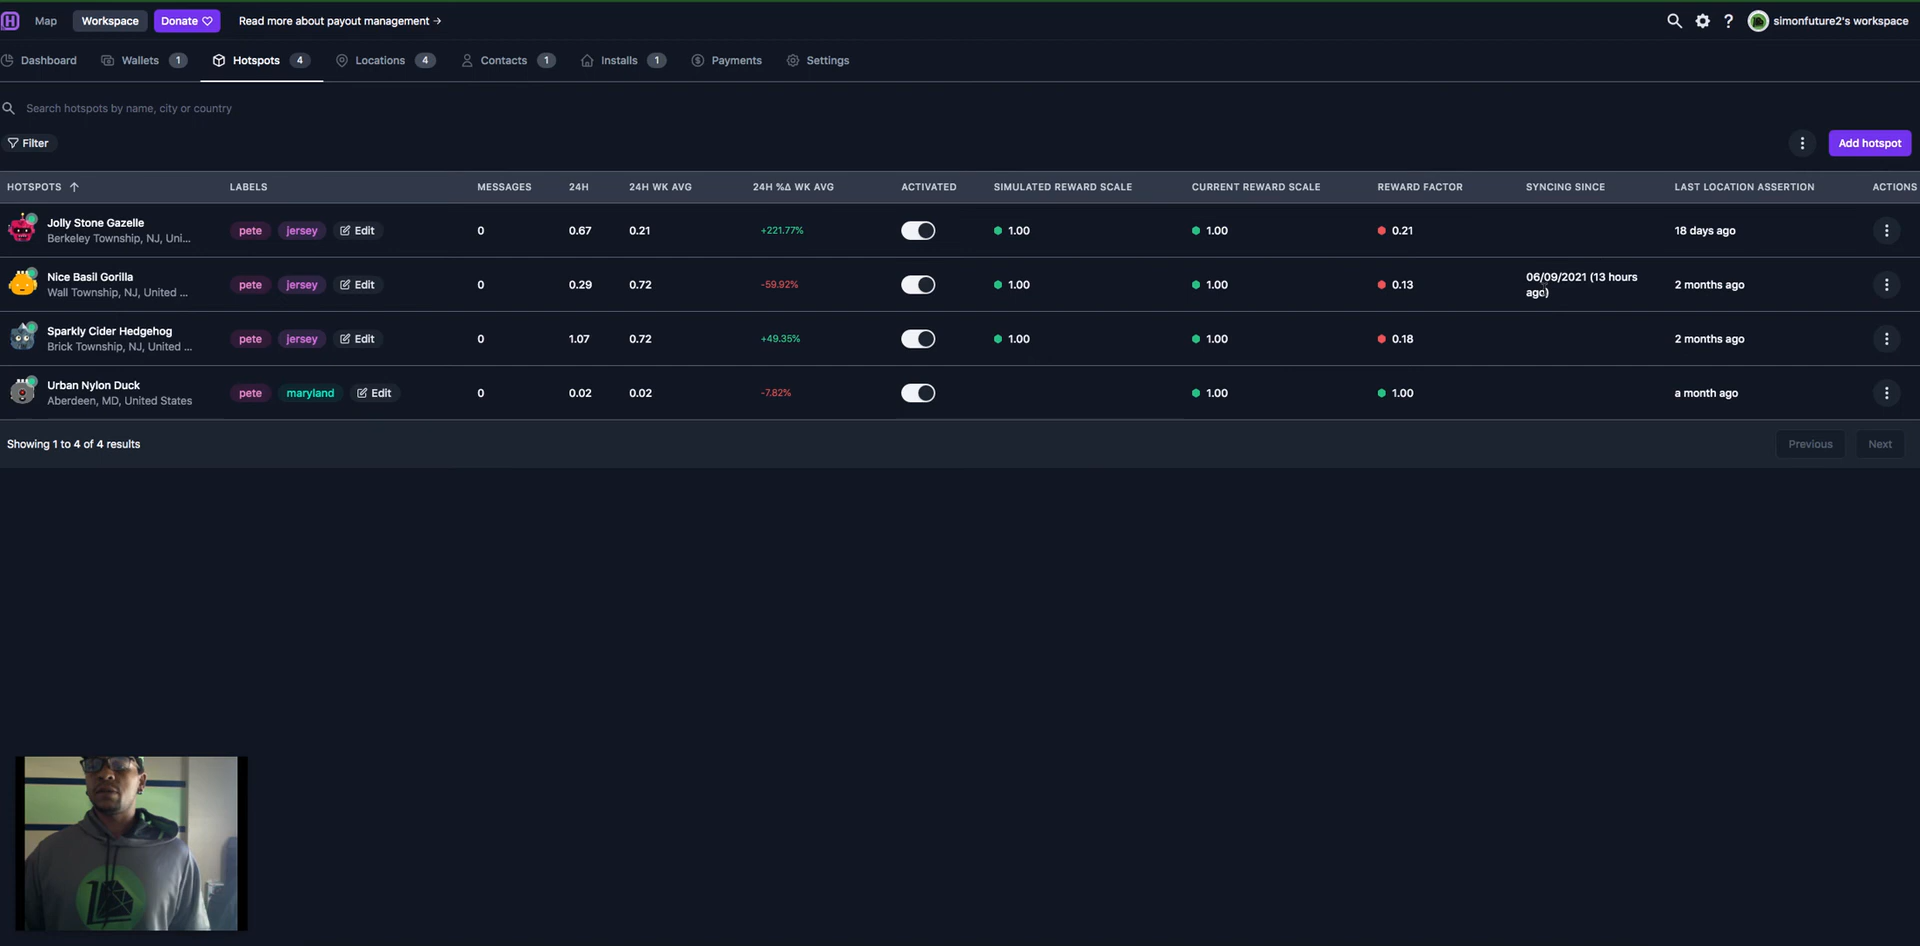 Map Workspace Donate Read more about payout management → simonfuture2's workspace
Dashboard Wallets 1 Hotspots 4 Locations 4 Contacts 1 Installs 1 Payments Settings
Search hotspots by name, city or country
Filter Add hotspot
HOTSPOTS ↑ LABELS MESSAGES 24H 24H WK AVG 24H %Δ WK AVG ACTIVATED SIMULATED REWARD SCALE CURRENT REWARD SCALE REWARD FACTOR SYNCING SINCE LAST LOCATION ASSERTION ACTIONS
Jolly Stone Gazelle
Berkeley Township, NJ, Uni...
pete jersey Edit 0 0.67 0.21 +221.77% 1.00 1.00 0.21 18 days ago
Nice Basil Gorilla
Wall Township, NJ, United ...
pete jersey Edit 0 0.29 0.72 -59.92% 1.00 1.00 0.13
06/09/2021 (13 hours
ago)
2 months ago
Sparkly Cider Hedgehog
Brick Township, NJ, United ...
pete jersey Edit 0 1.07 0.72 +49.35% 1.00 1.00 0.18 2 months ago
Urban Nylon Duck
Aberdeen, MD, United States
pete maryland Edit 0 0.02 0.02 -7.82% 1.00 1.00 a month ago
Showing 1 to 4 of 4 results Previous Next